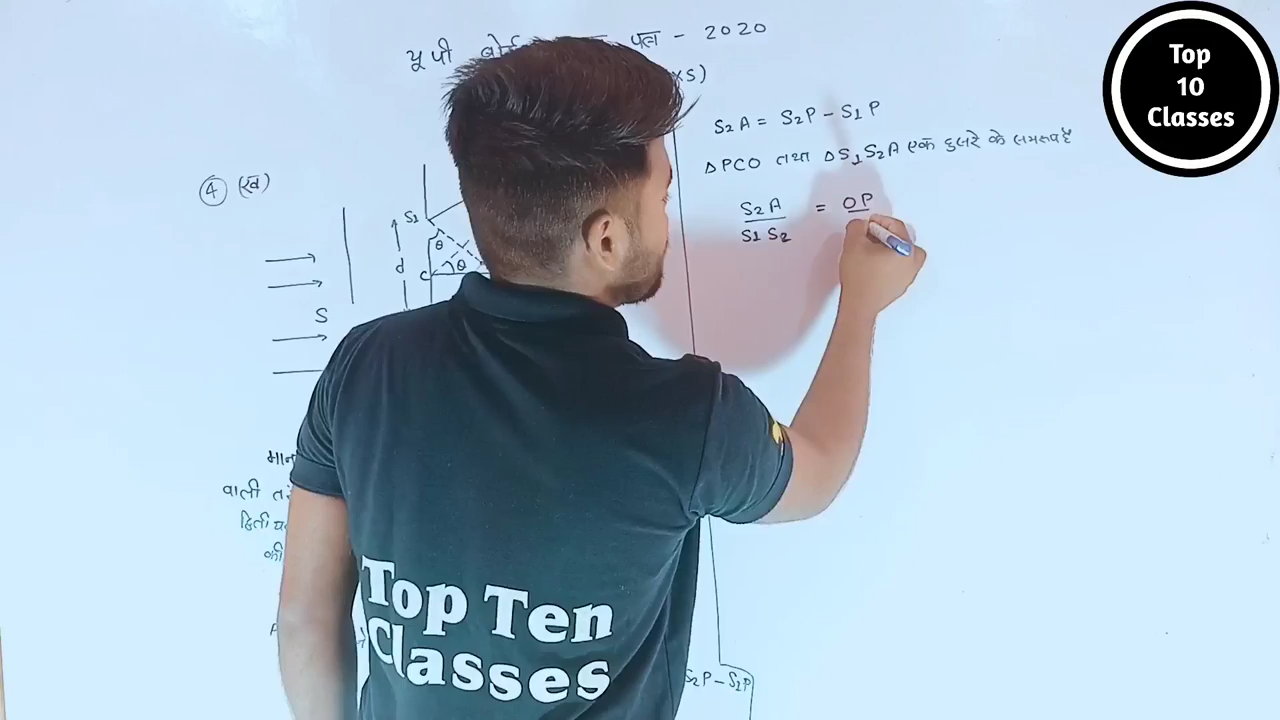 यू पी पत्र - 2020
S₂A = S₂P - S₁P
ΔPCO तथा ΔS₁S₂A एक दुसरे के समरूप है
S₂A / S₁S₂ = OP
④ (ख)
S₁
θ
d
C
θ
S
वाली
की
S₂P - S₂P
Top Ten
Classes
Top
10
Classes